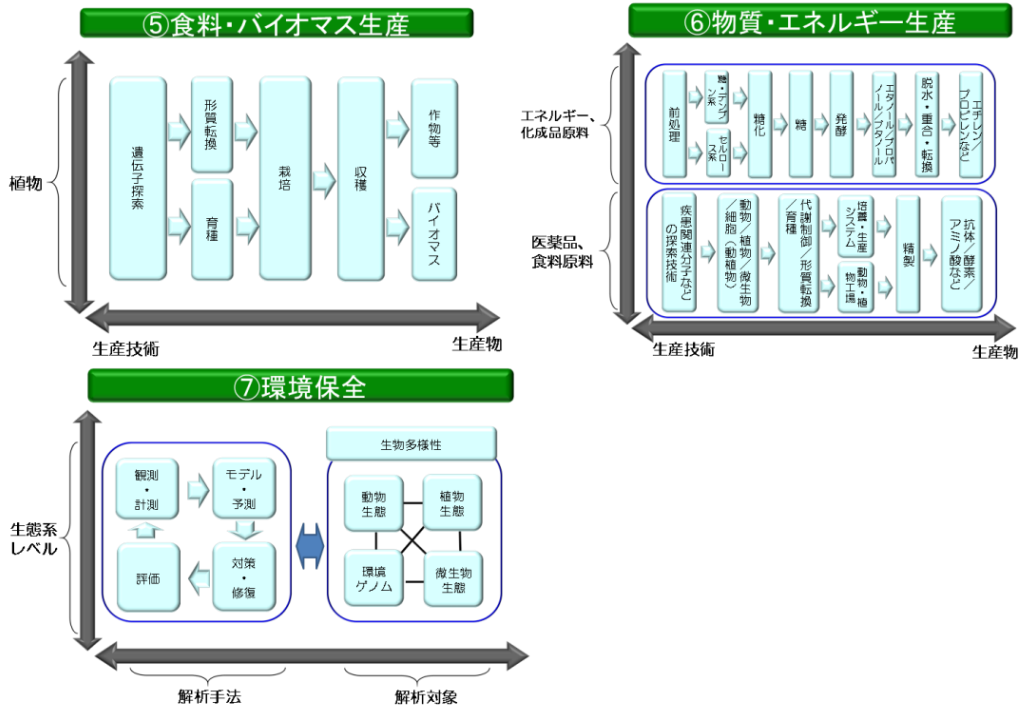 ⑤食料・バイオマス生産
植物
遺伝子探索
形質転換
育種
栽培
収穫
作物等
バイオマス
生産技術
生産物
⑥物質・エネルギー生産
エネルギー、
化成品原料
前処理
糖・デンプ
ン系
セルロー
ス系
糖化
糖
発酵
エタノール/プロパ
ノール/ブタノール
脱水・重合・転換
エチレン/
プロピレンなど
医薬品、
食料原料
疾患関連分子など
の探索技術
動物/植物/微生物
/細胞(動植物)
代謝制御/形質転換
/育種
培養・生産
システム
動物・植
物工場
精製
抗体/酵素/
アミノ酸など
生産技術
生産物
⑦環境保全
生態系
レベル
観測
・
計測
モデル
・
予測
評価
対策
・
修復
生物多様性
動物
生態
植物
生態
環境
ゲノム
微生物
生態
解析手法
解析対象